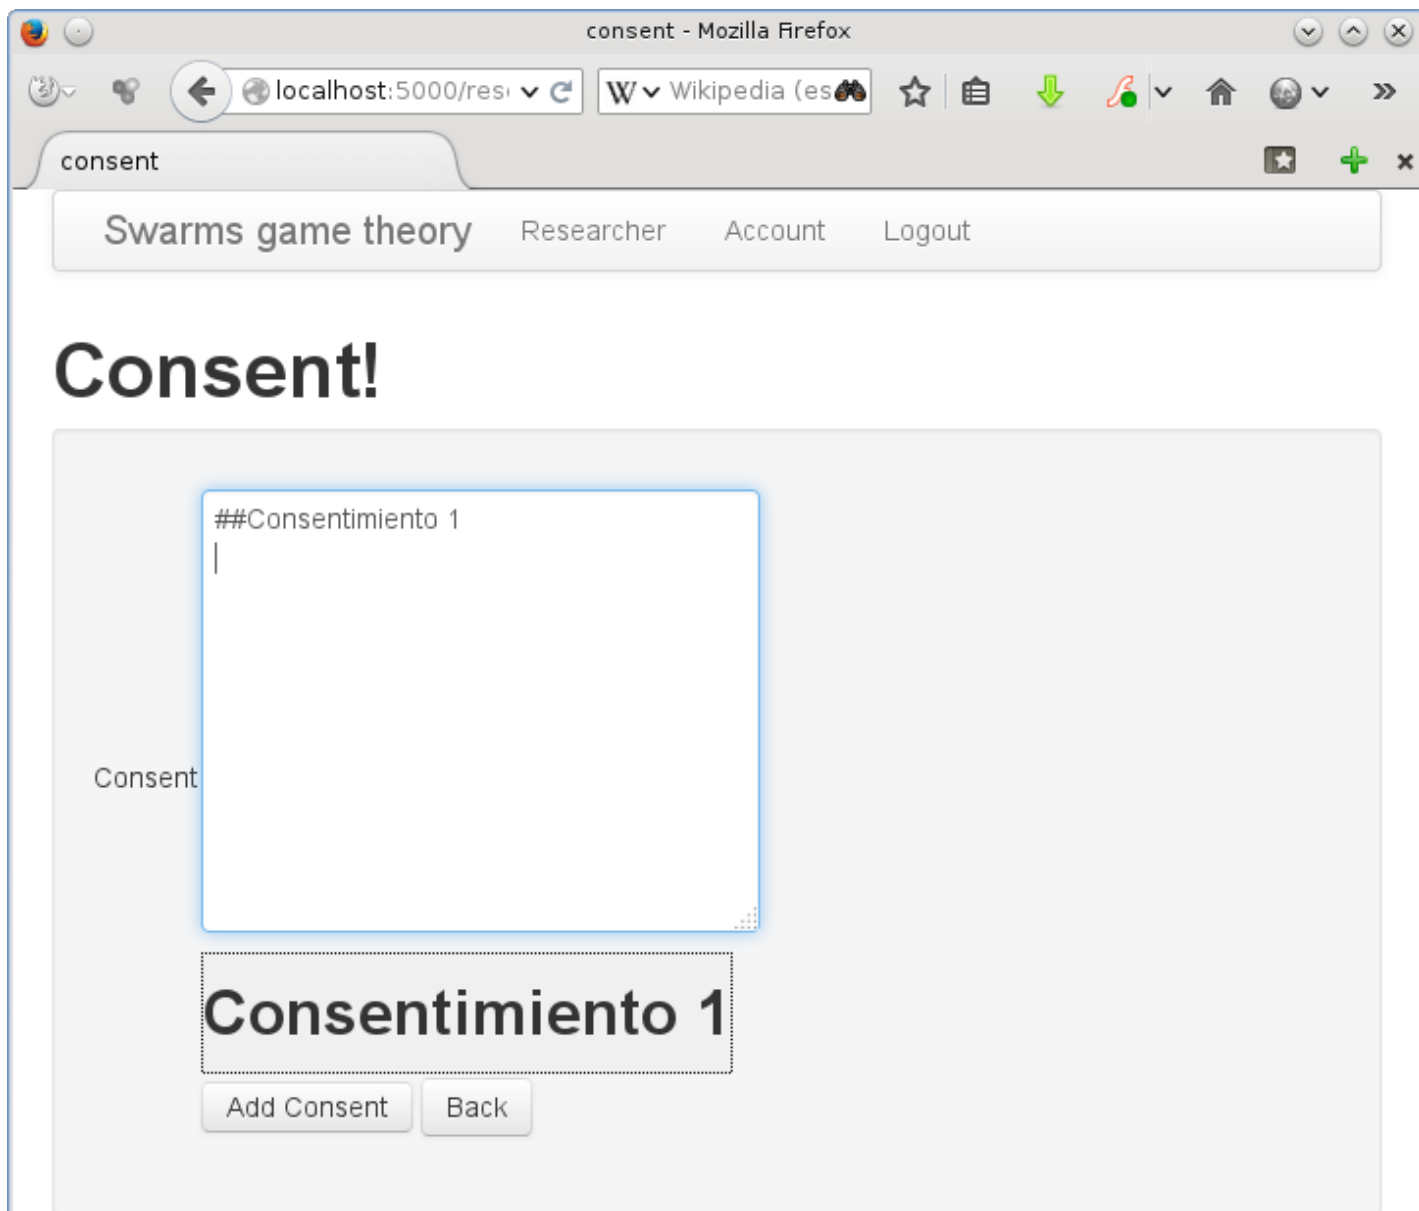 consent - Mozilla Firefox
localhost:5000/res
W Wikipedia (es
consent
Swarms game theory Researcher Account Logout
Consent!
##Consentimiento 1
Consent
Consentimiento 1
Add Consent Back